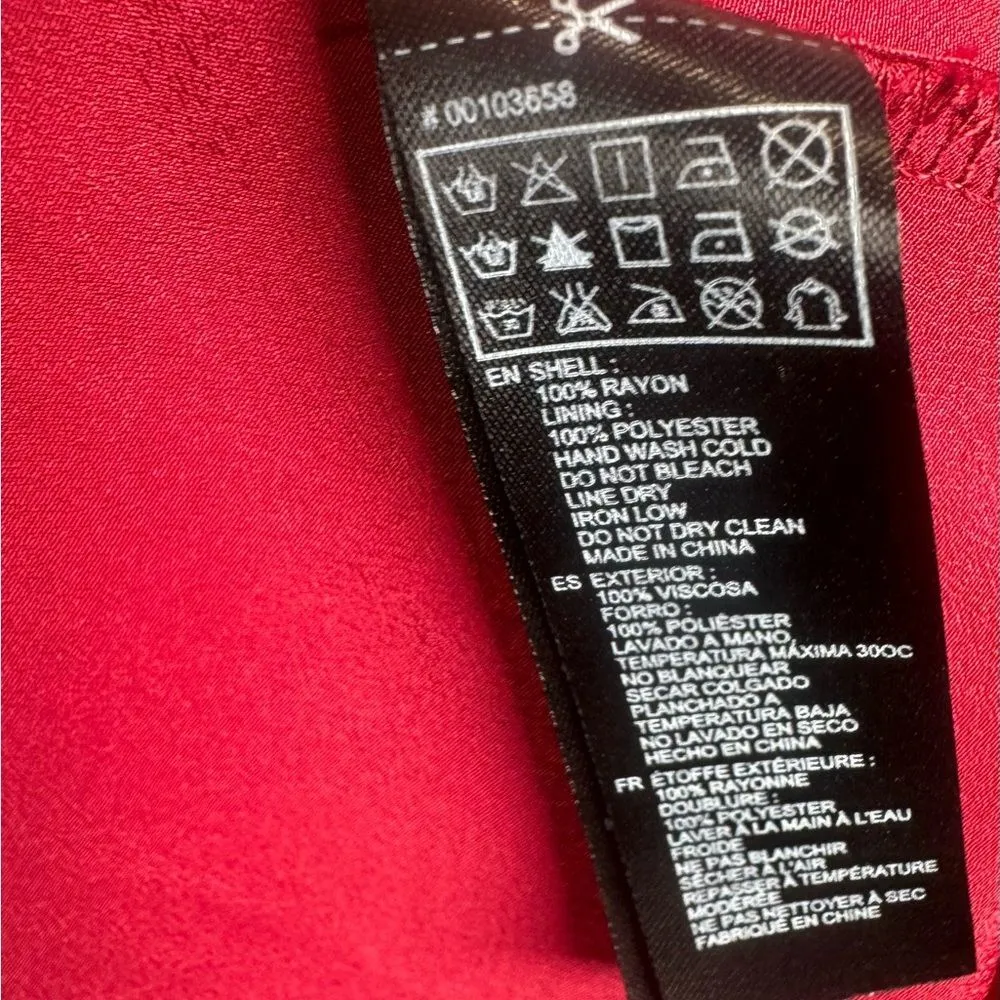 # 00103658
EN SHELL :
100% RAYON
LINING :
100% POLYESTER
HAND WASH COLD
DO NOT BLEACH
LINE DRY
IRON LOW
DO NOT DRY CLEAN
MADE IN CHINA
ES EXTERIOR :
100% VISCOSA
FORRO :
100% POLIÉSTER
LAVADO A MANO,
TEMPERATURA MÁXIMA 30OC
NO BLANQUEAR
SECAR COLGADO
PLANCHADO A
TEMPERATURA BAJA
NO LAVADO EN SECO
HECHO EN CHINA
FR ÉTOFFE EXTÉRIEURE :
100% RAYONNE
DOUBLURE :
100% POLYESTER
LAVER À LA MAIN À L'EAU
FROIDE
NE PAS BLANCHIR
SÉCHER À L'AIR
REPASSER À TEMPÉRATURE
MODÉRÉE
NE PAS NETTOYER À SEC
FABRIQUÉ EN CHINE